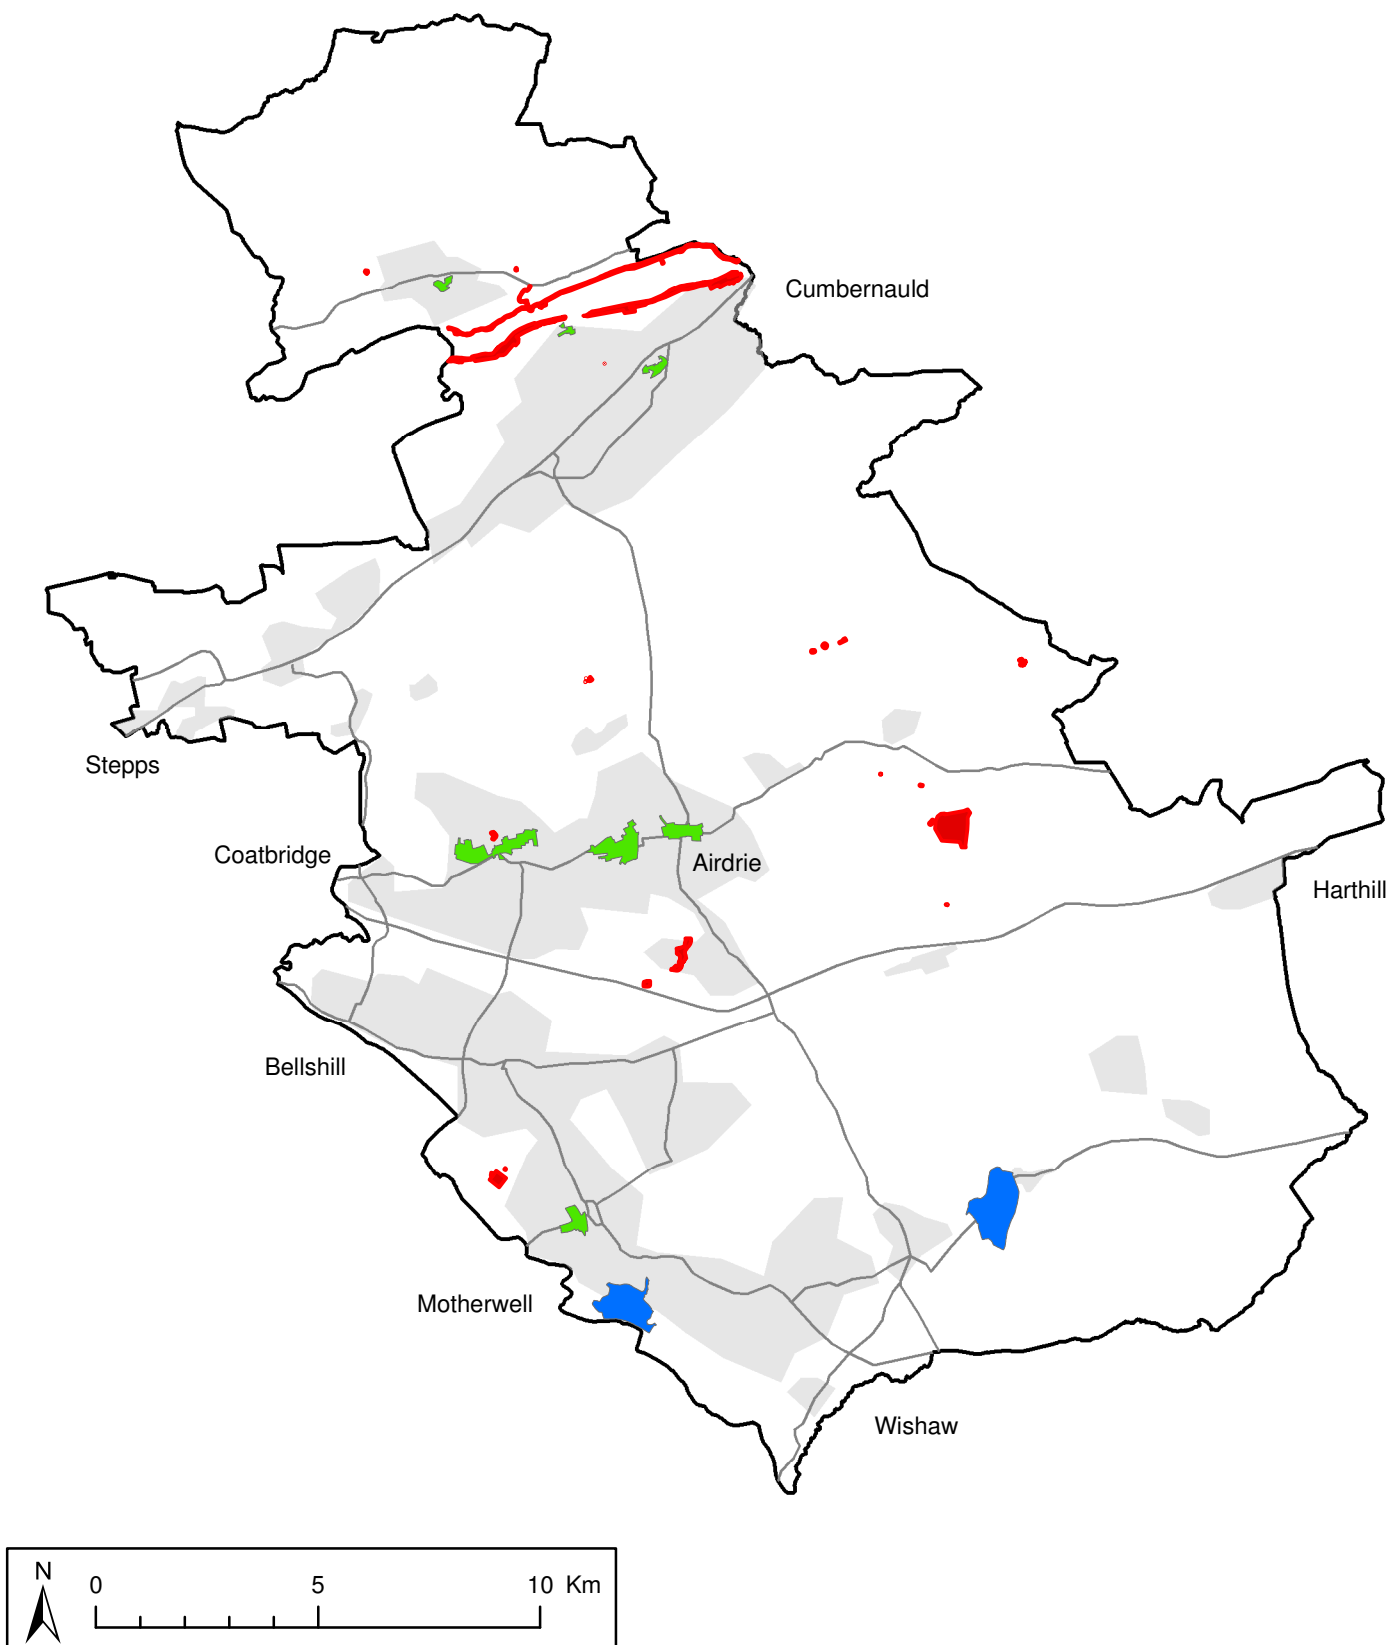 Cumbernauld
Stepps
Coatbridge
Airdrie
Harthill
Bellshill
Motherwell
Wishaw
N
0 5 10 Km